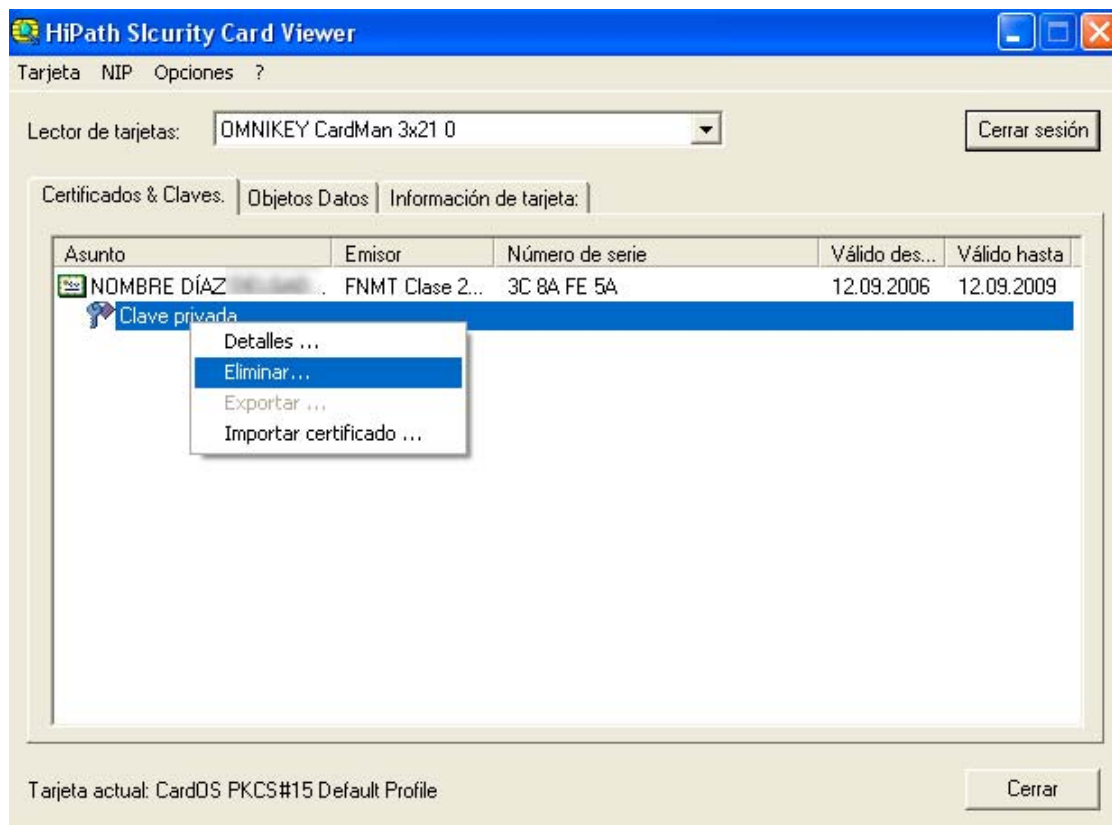 HiPath SIcurity Card Viewer
Tarjeta NIP Opciones ?
Lector de tarjetas: OMNIKEY CardMan 3x21 0 Cerrar sesión
Certificados & Claves. Objetos Datos Información de tarjeta:
Asunto Emisor Número de serie Válido des... Válido hasta
NOMBRE DÍAZ ... FNMT Clase 2... 3C 8A FE 5A 12.09.2006 12.09.2009
Clave privada
Detalles ...
Eliminar...
Exportar ...
Importar certificado ...
Tarjeta actual: CardOS PKCS#15 Default Profile Cerrar